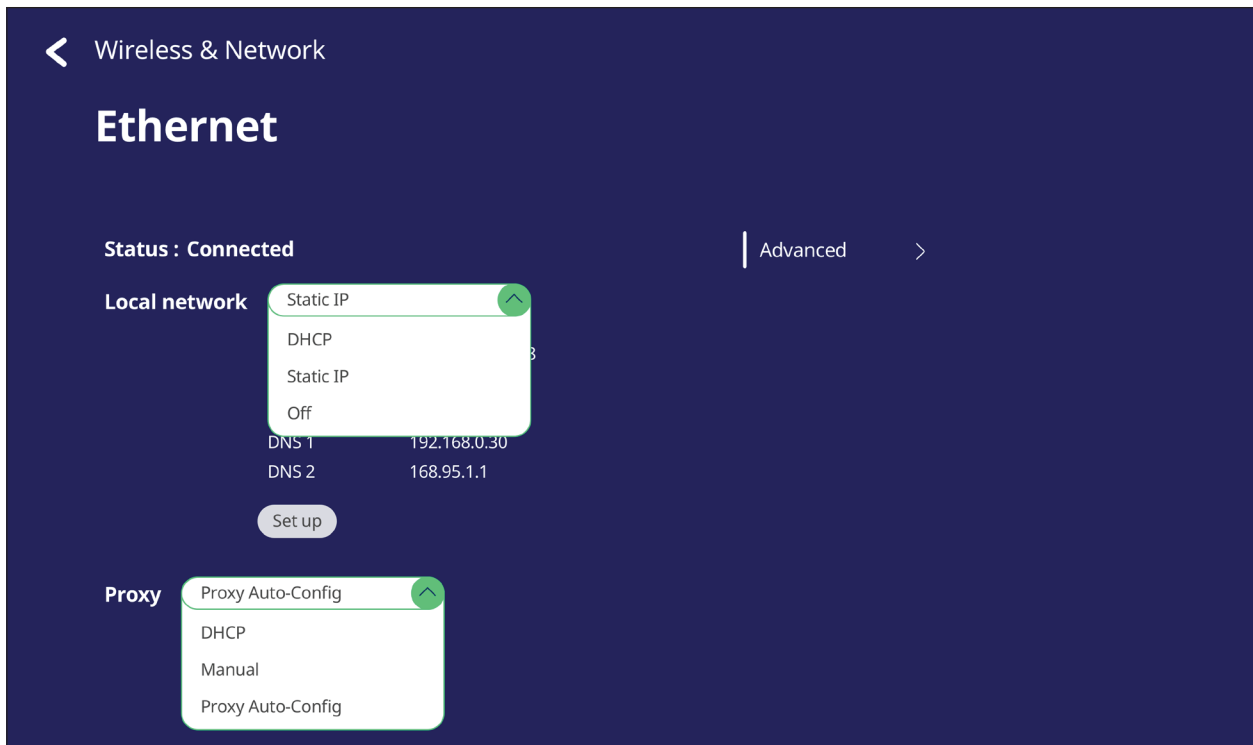 Wireless & Network
Ethernet
Status : Connected
Advanced
Local network Static IP
DHCP
Static IP
Off
DNS 1 192.168.0.30
DNS 2 168.95.1.1
Set up
Proxy Proxy Auto-Config
DHCP
Manual
Proxy Auto-Config